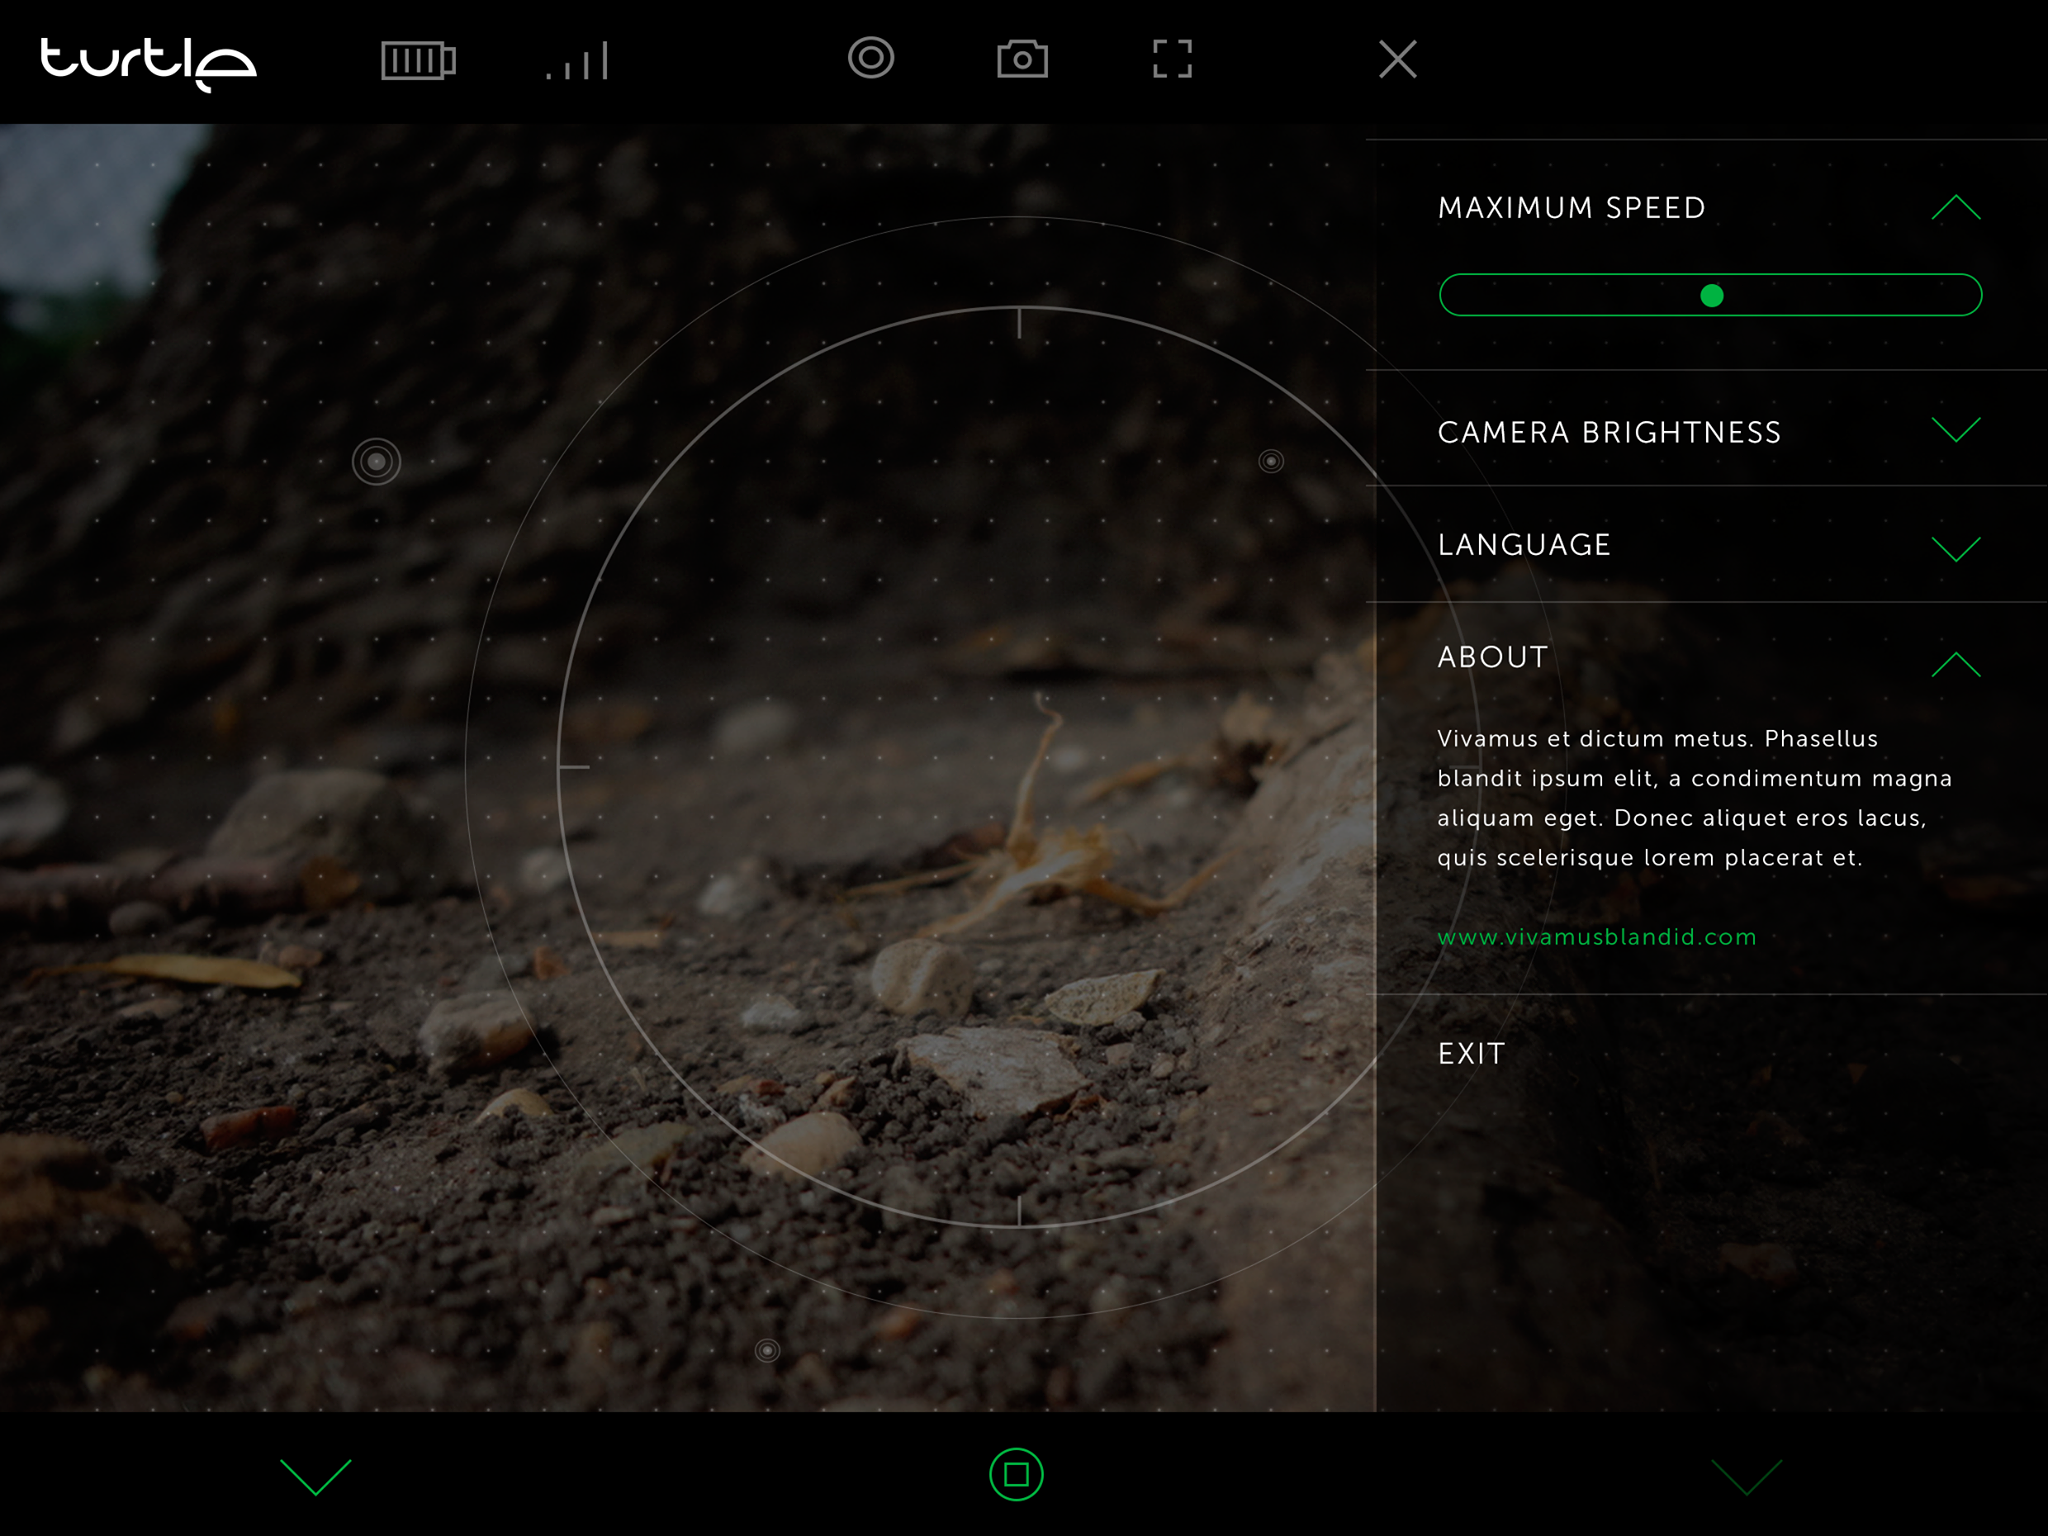 turtle
MAXIMUM SPEED
CAMERA BRIGHTNESS
LANGUAGE
ABOUT
Vivamus et dictum metus. Phasellus
blandit ipsum elit, a condimentum magna
aliquam eget. Donec aliquet eros lacus,
quis scelerisque lorem placerat et.
www.vivamusblandid.com
EXIT